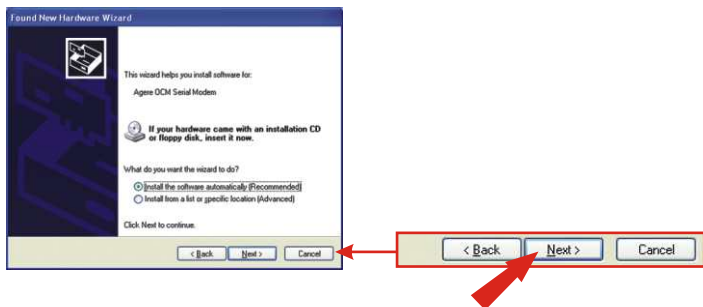 Found New Hardware Wizard
This wizard helps you install software for:
Agere OCM Serial Modem
If your hardware came with an installation CD
or floppy disk, insert it now.
What do you want the wizard to do?
Install the software automatically (Recommended)
Install from a list or specific location (Advanced)
Click Next to continue.
< Back Next > Cancel
< Back Next > Cancel